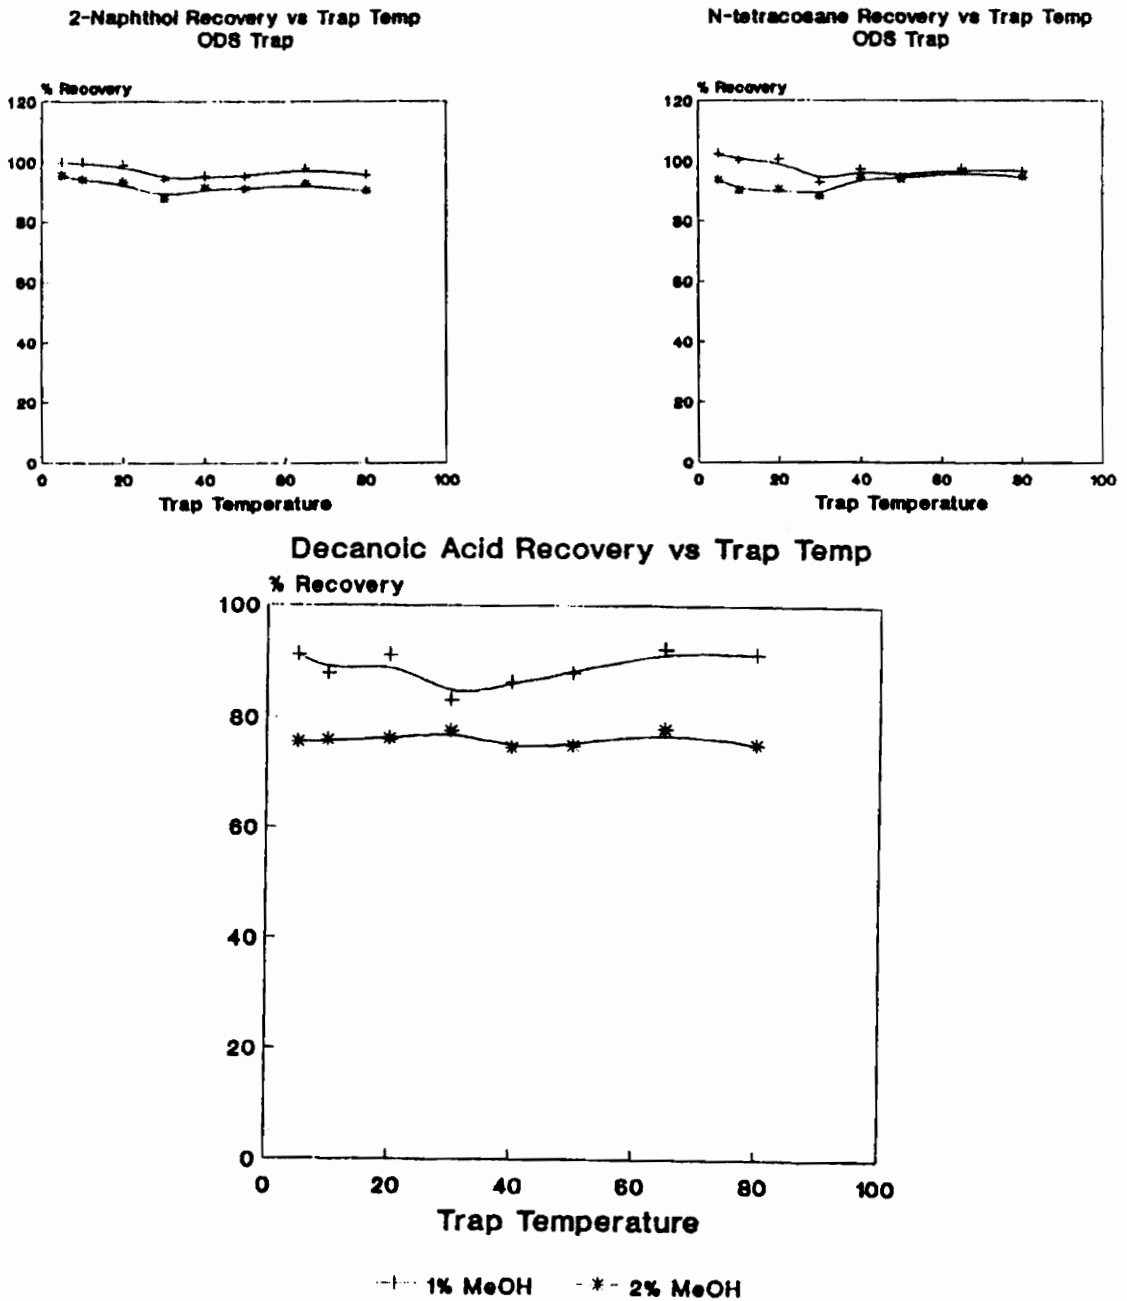 2-Naphthol Recovery vs Trap Temp
ODS Trap
% Recovery
120
100
80
60
40
20
0
0 20 40 60 80 100
Trap Temperature
N-tetracosane Recovery vs Trap Temp
ODS Trap
% Recovery
120
100
80
60
40
20
0
0 20 40 60 80 100
Trap Temperature
Decanoic Acid Recovery vs Trap Temp
% Recovery
100
80
60
40
20
0
0 20 40 60 80 100
Trap Temperature
1% MeOH 2% MeOH